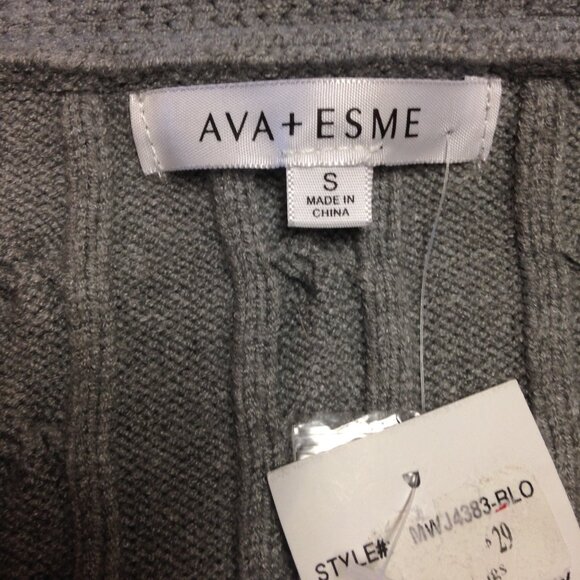 AVA+ESME
S
MADE IN
CHINA
STYLE# MWJ4383-BLO
$29